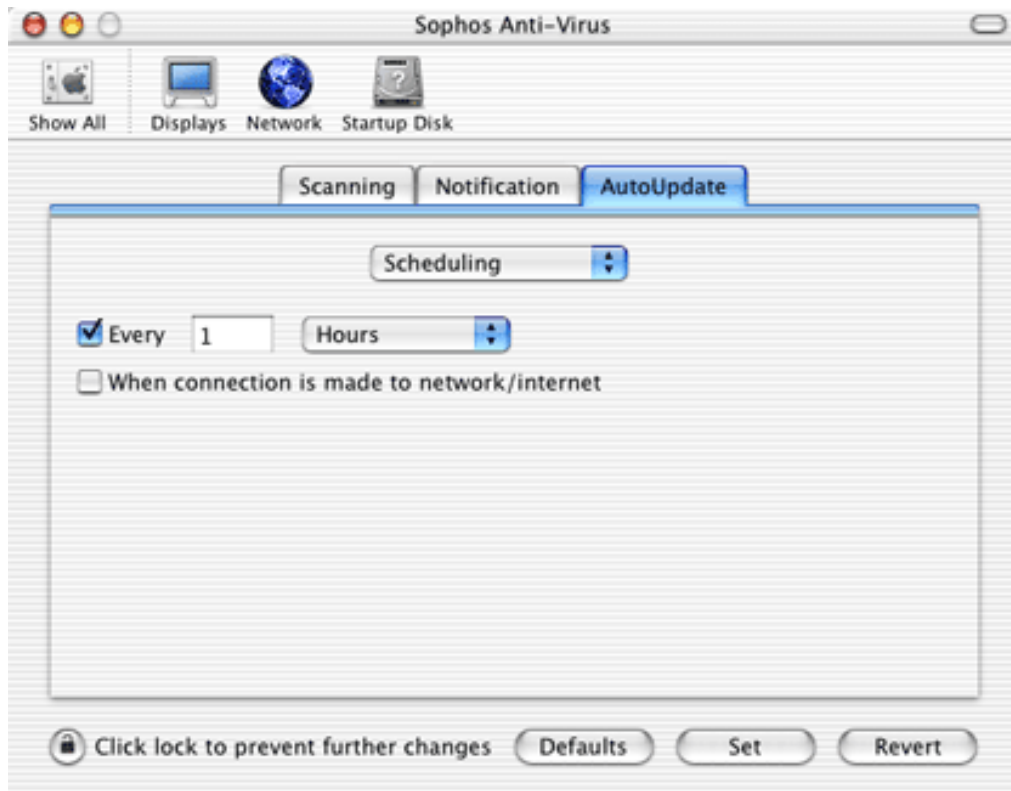 Sophos Anti-Virus
Show All Displays Network Startup Disk
Scanning Notification AutoUpdate
Scheduling
Every 1 Hours
When connection is made to network/internet
Click lock to prevent further changes Defaults Set Revert